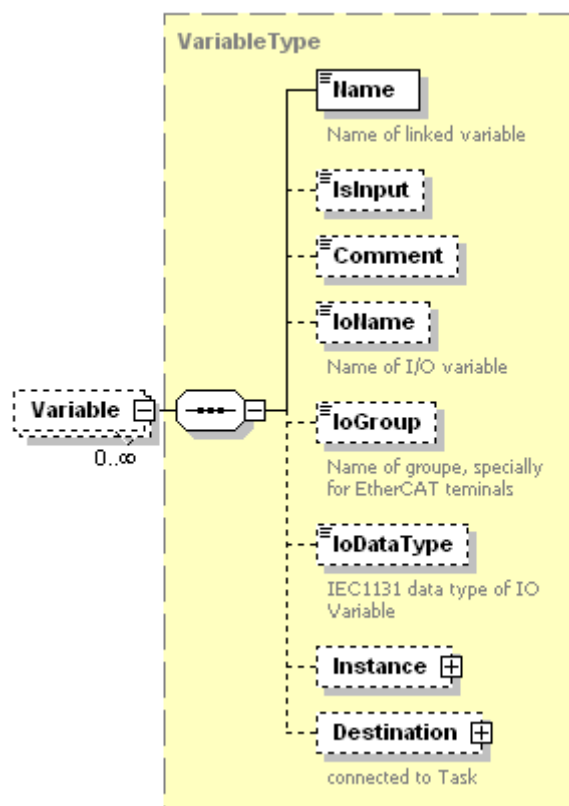 VariableType
Name
Name of linked variable
IsInput
Comment
IoName
Name of I/O variable
Variable
0..∞
IoGroup
Name of groupe, specially
for EtherCAT teminals
IoDataType
IEC1131 data type of IO
Variable
Instance
Destination
connected to Task